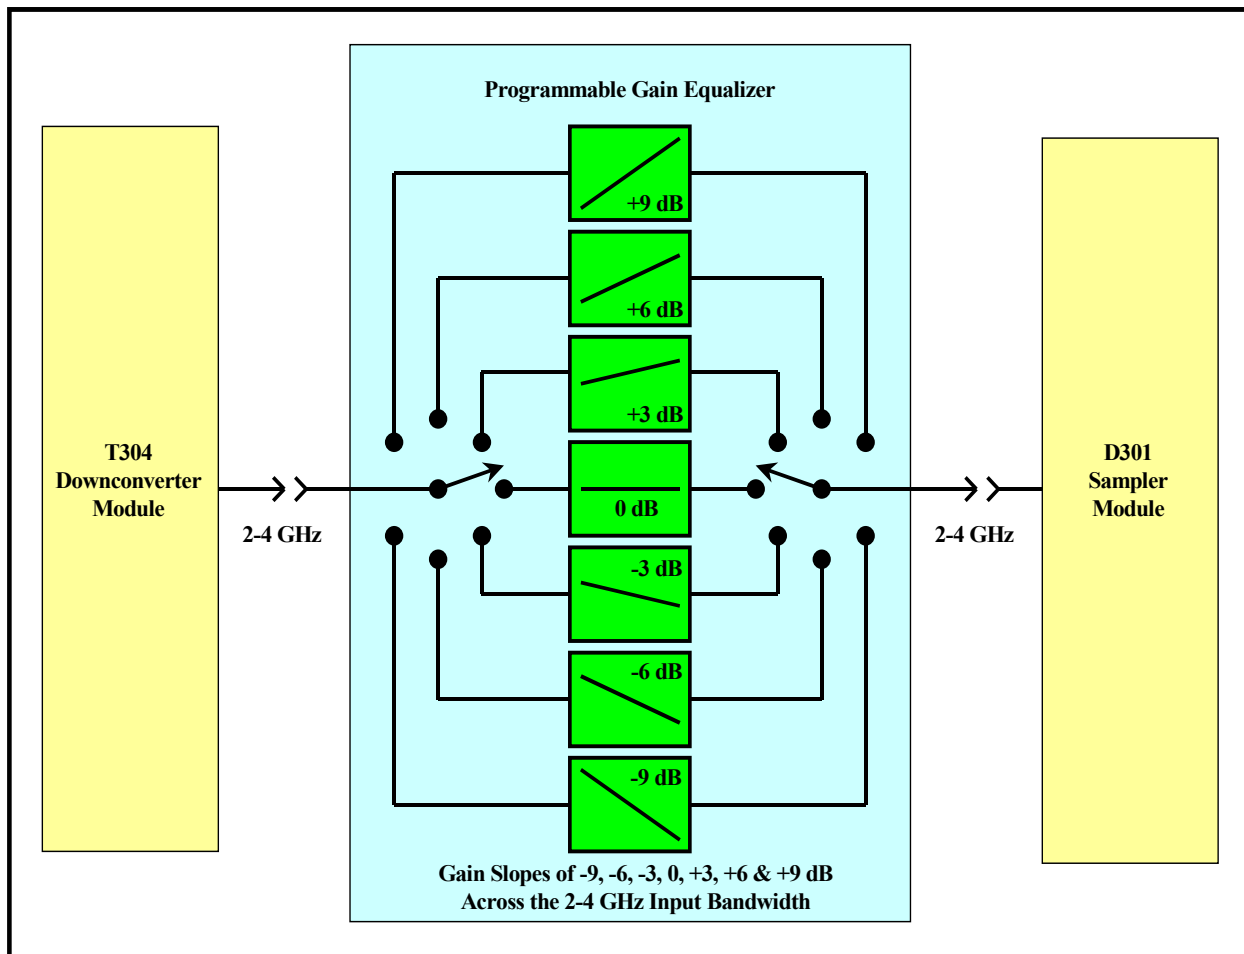 Programmable Gain Equalizer
+9 dB
+6 dB
+3 dB
T304
Downconverter
Module
2-4 GHz
0 dB
D301
Sampler
Module
2-4 GHz
-3 dB
-6 dB
-9 dB
Gain Slopes of -9, -6, -3, 0, +3, +6 & +9 dB
Across the 2-4 GHz Input Bandwidth